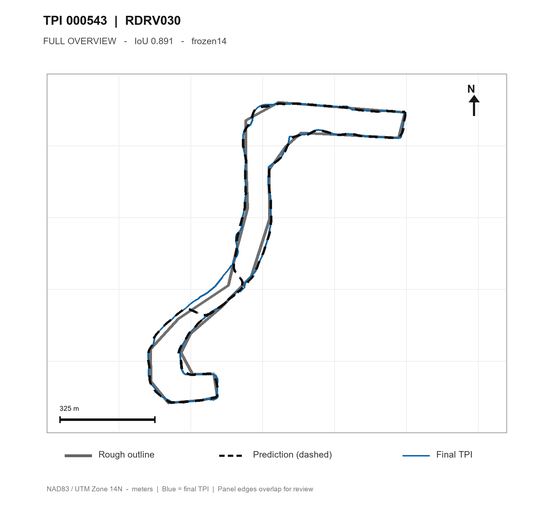 TPI 000543 | RDRV030
FULL OVERVIEW - IoU 0.891 - frozen14
N
325 m
Rough outline Prediction (dashed) Final TPI
NAD83 / UTM Zone 14N - meters | Blue = final TPI | Panel edges overlap for review